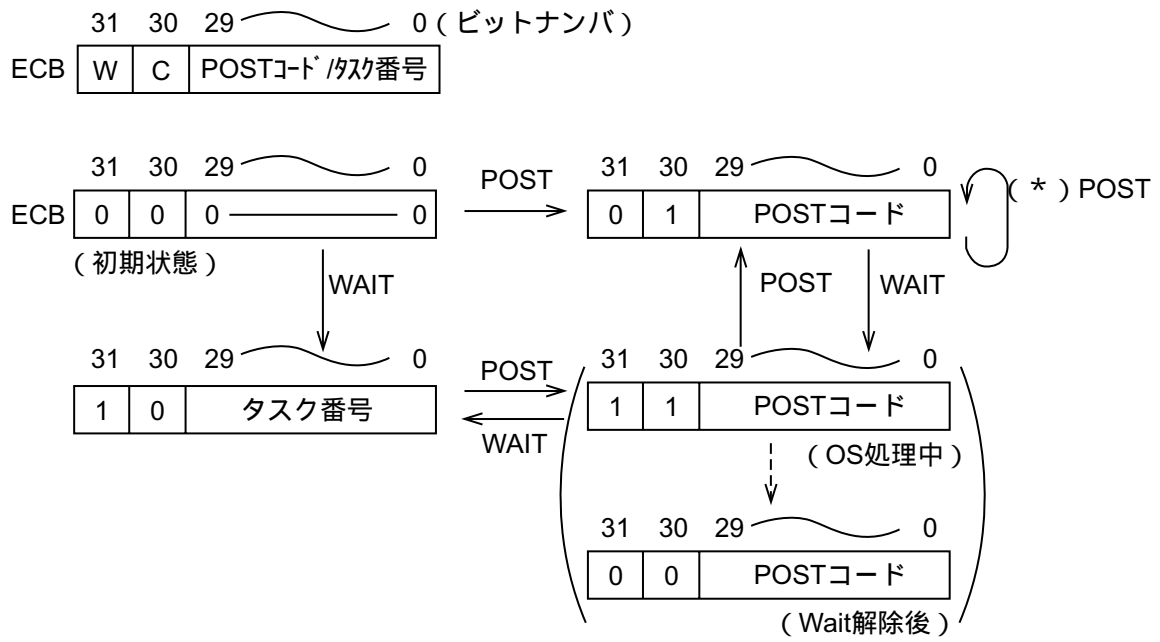 31 30 29 0(ビットナンバ)
ECB W C POSTｺｰﾄﾞ/ﾀｽｸ番号
31 30 29 0
ECB 0 0 0 0
(初期状態)
POST
31 30 29 0
0 1 POSTコード
(*)POST
WAIT
POST
WAIT
31 30 29 0
1 0 タスク番号
POST
WAIT
31 30 29 0
1 1 POSTコード
(OS処理中)
31 30 29 0
0 0 POSTコード
(Wait解除後)